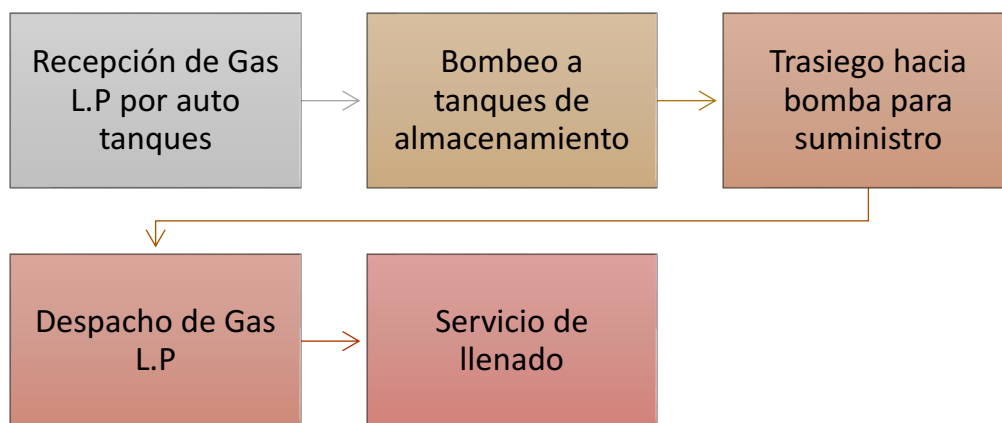 Recepción de Gas
L.P por auto
tanques
Bombeo a
tanques de
almacenamiento
Trasiego hacia
bomba para
suministro
Despacho de Gas
L.P
Servicio de
llenado